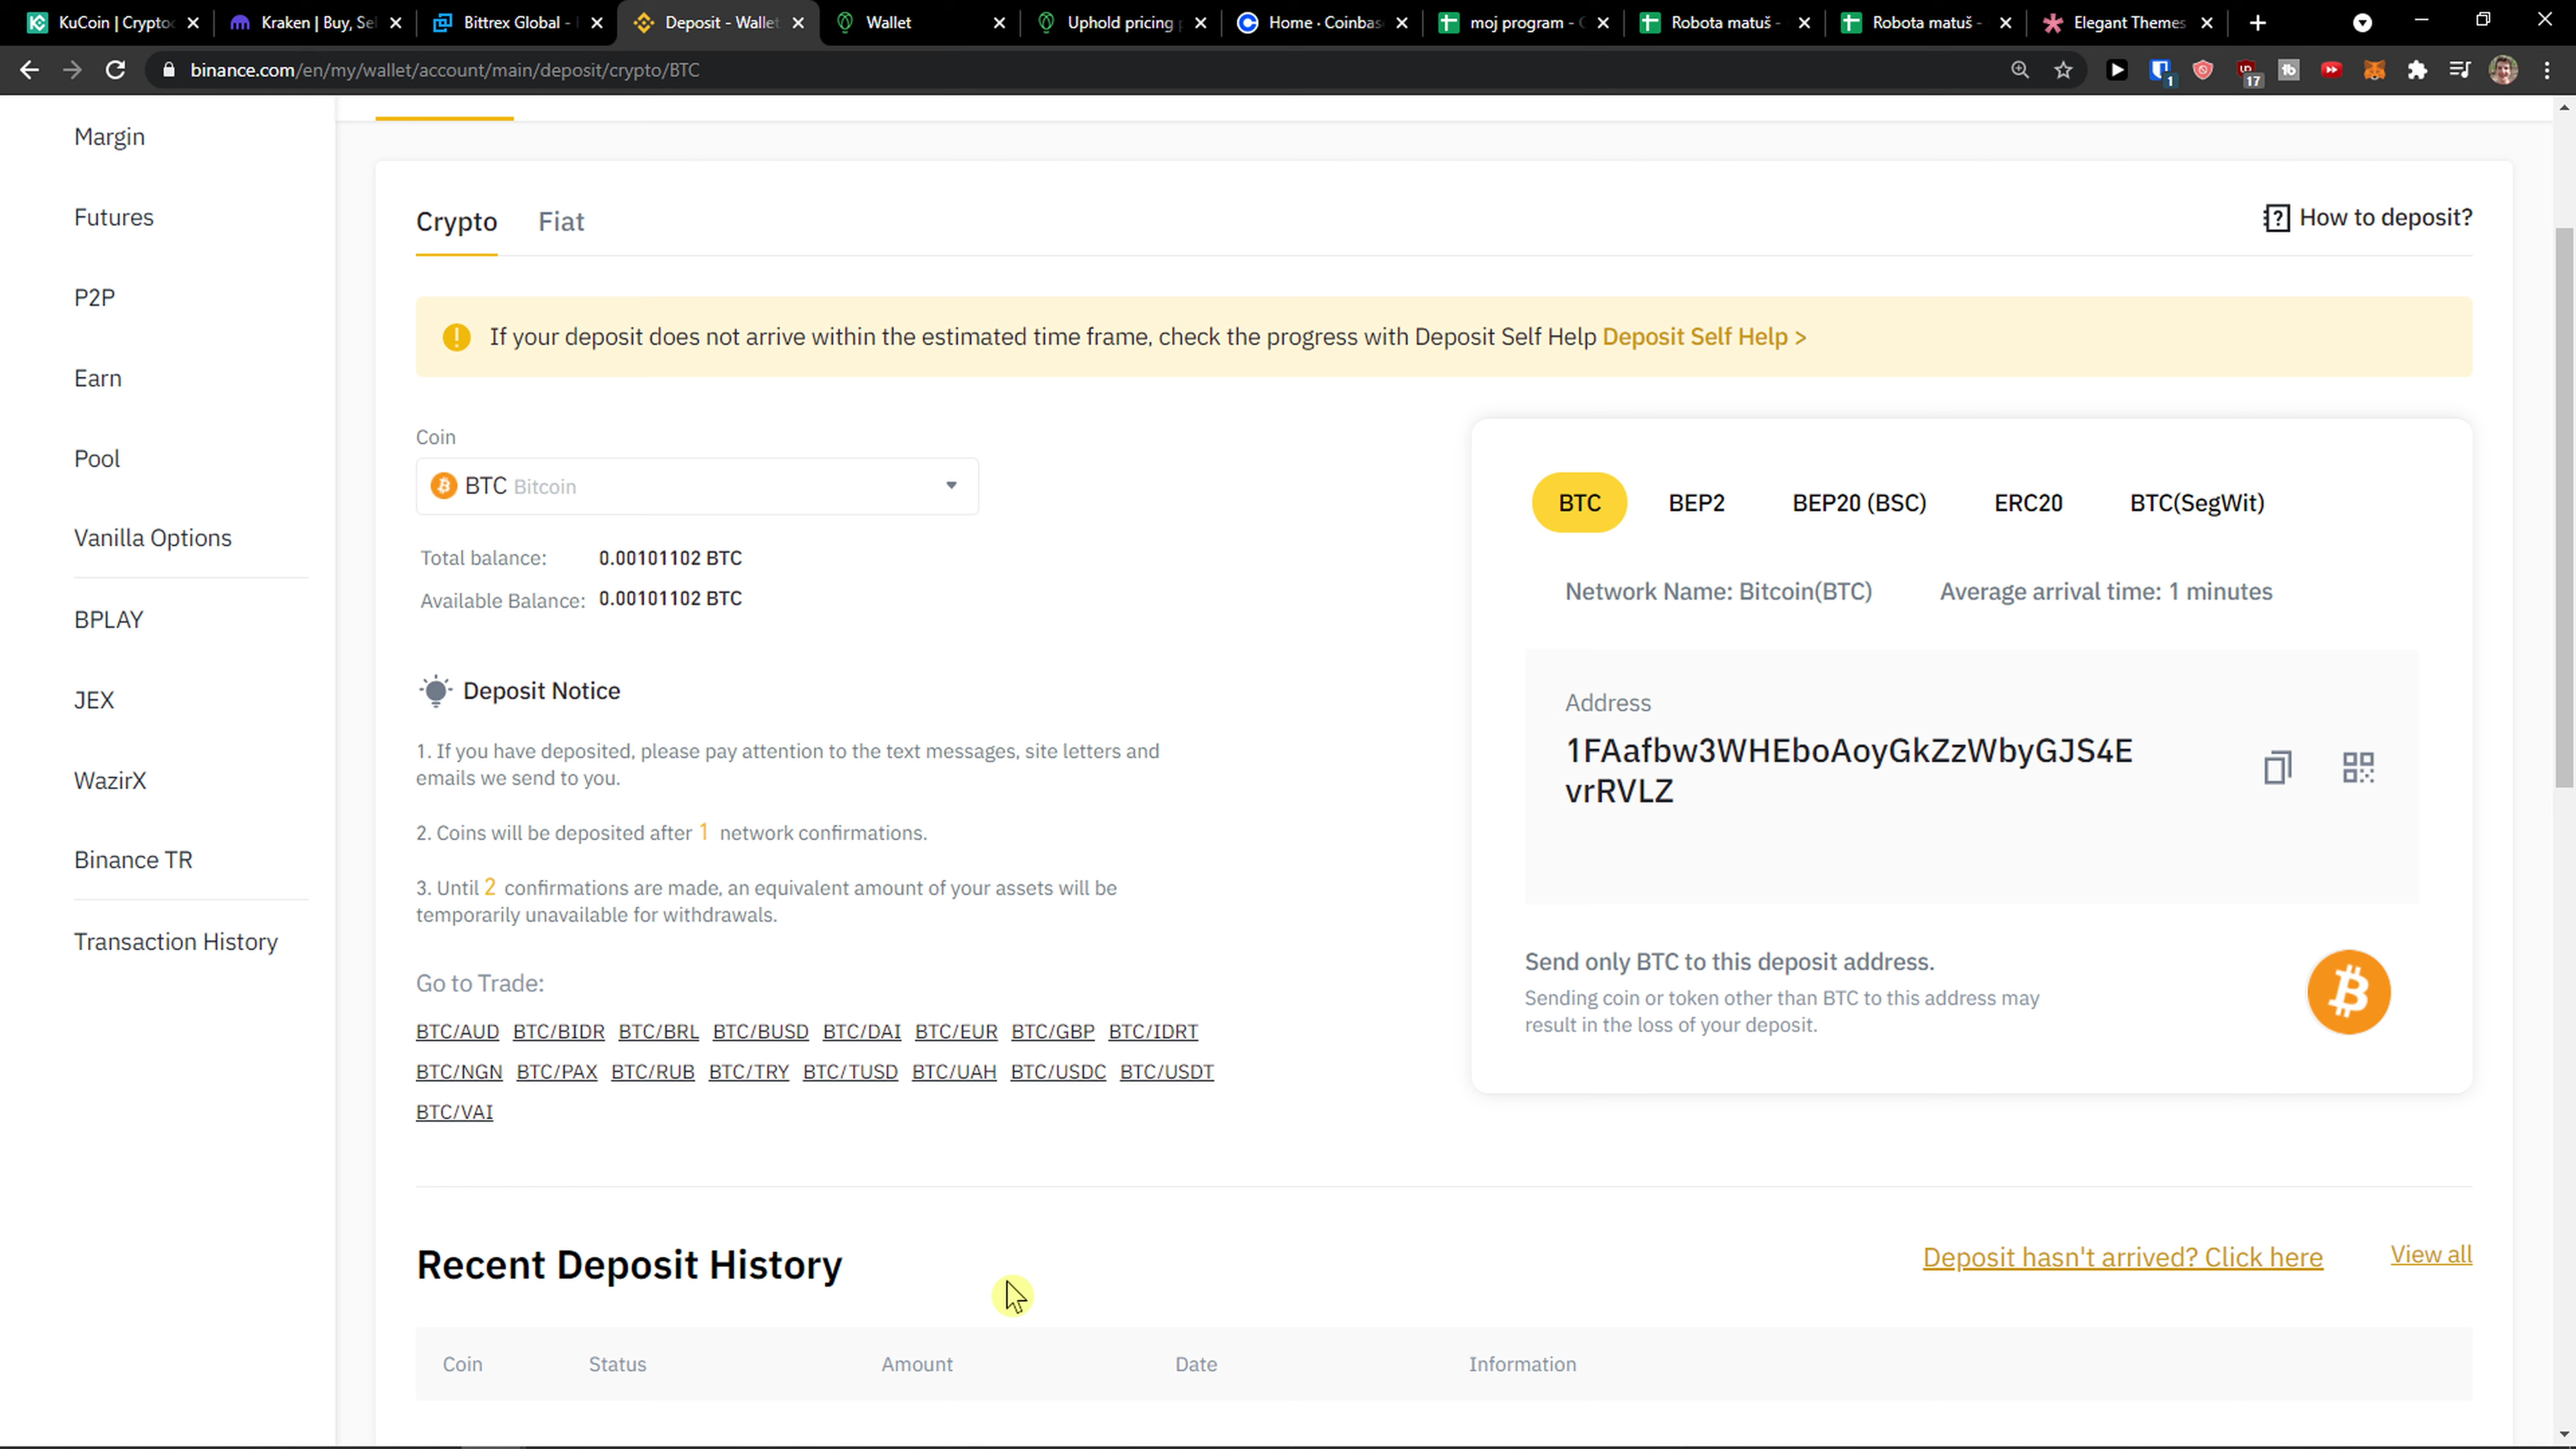 KuCoin | Crypto
Kraken | Buy, Sel
Bittrex Global -
Deposit - Wallet
Wallet
Uphold pricing
Home · Coinbas
moj program -
Robota matuš -
Robota matuš -
Elegant Themes
binance.com/en/my/wallet/account/main/deposit/crypto/BTC
1
17
Margin
Futures
P2P
Earn
Pool
Vanilla Options
BPLAY
JEX
WazirX
Binance TR
Transaction History
Crypto
Fiat
How to deposit?
If your deposit does not arrive within the estimated time frame, check the progress with Deposit Self Help Deposit Self Help >
Coin
BTC Bitcoin
Total balance: 0.00101102 BTC
Available Balance: 0.00101102 BTC
Deposit Notice
1. If you have deposited, please pay attention to the text messages, site letters and
emails we send to you.
2. Coins will be deposited after 1 network confirmations.
3. Until 2 confirmations are made, an equivalent amount of your assets will be
temporarily unavailable for withdrawals.
Go to Trade:
BTC/AUD BTC/BIDR BTC/BRL BTC/BUSD BTC/DAI BTC/EUR BTC/GBP BTC/IDRT
BTC/NGN BTC/PAX BTC/RUB BTC/TRY BTC/TUSD BTC/UAH BTC/USDC BTC/USDT
BTC/VAI
BTC BEP2 BEP20 (BSC) ERC20 BTC(SegWit)
Network Name: Bitcoin(BTC) Average arrival time: 1 minutes
Address
1FAafbw3WHEboAoyGkZzWbyGJS4E
vrRVLZ
Send only BTC to this deposit address.
Sending coin or token other than BTC to this address may
result in the loss of your deposit.
Recent Deposit History
Deposit hasn't arrived? Click here
View all
Coin Status Amount Date Information